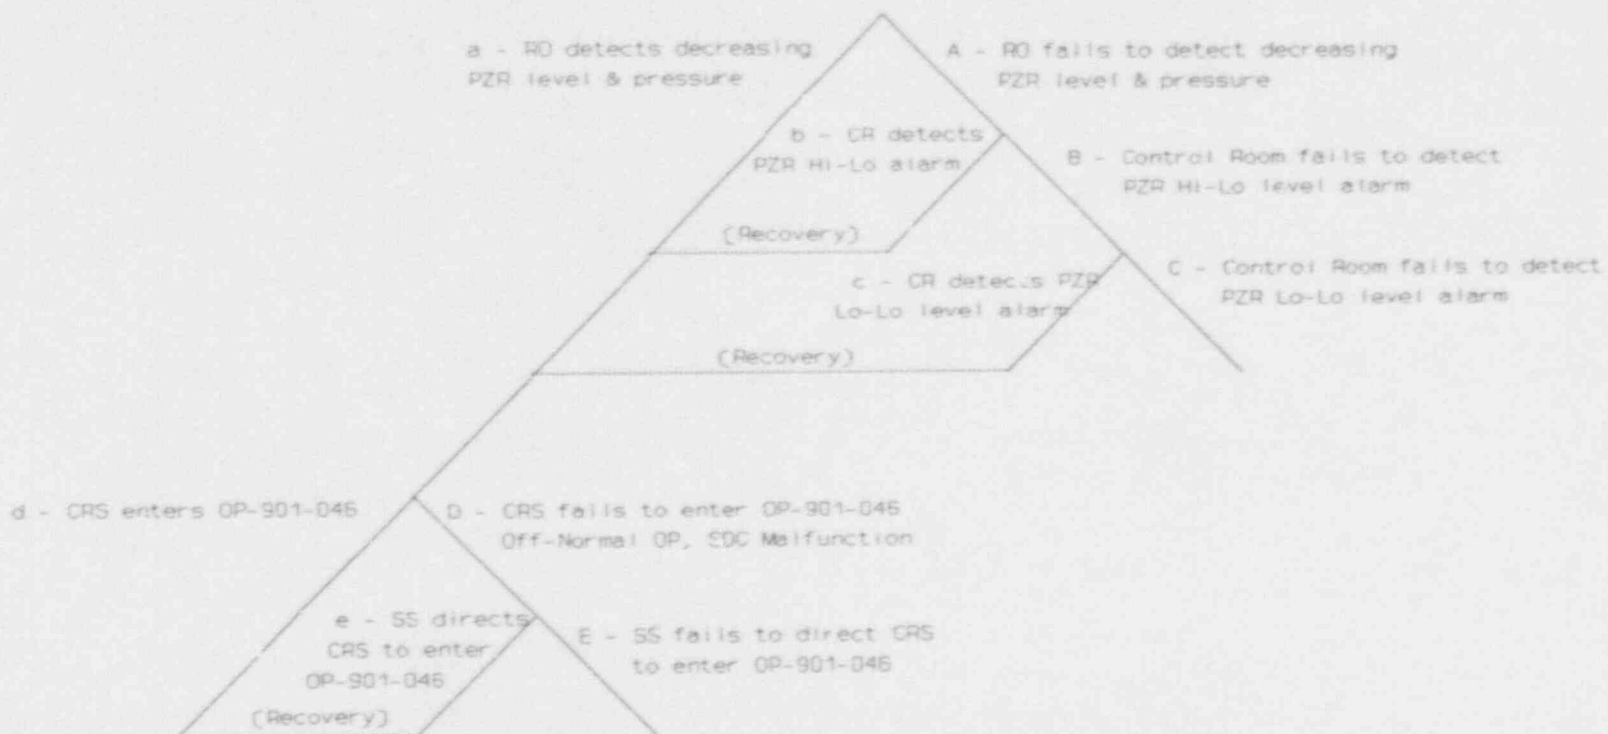 a - RO detects decreasing
PZR level & pressure
A - RO fails to detect decreasing
PZR level & pressure
b - CR detects
PZR Hi-Lo alarm
B - Control Room fails to detect
PZR Hi-Lo level alarm
(Recovery)
c - CR detects PZR
Lo-Lo level alarm
C - Control Room fails to detect
PZR Lo-Lo level alarm
(Recovery)
d - CRS enters OP-901-046
D - CRS fails to enter OP-901-046
Off-Normal OP, SDC Malfunction
e - SS directs
CRS to enter
OP-901-046
E - SS fails to direct CRS
to enter OP-901-046
(Recovery)